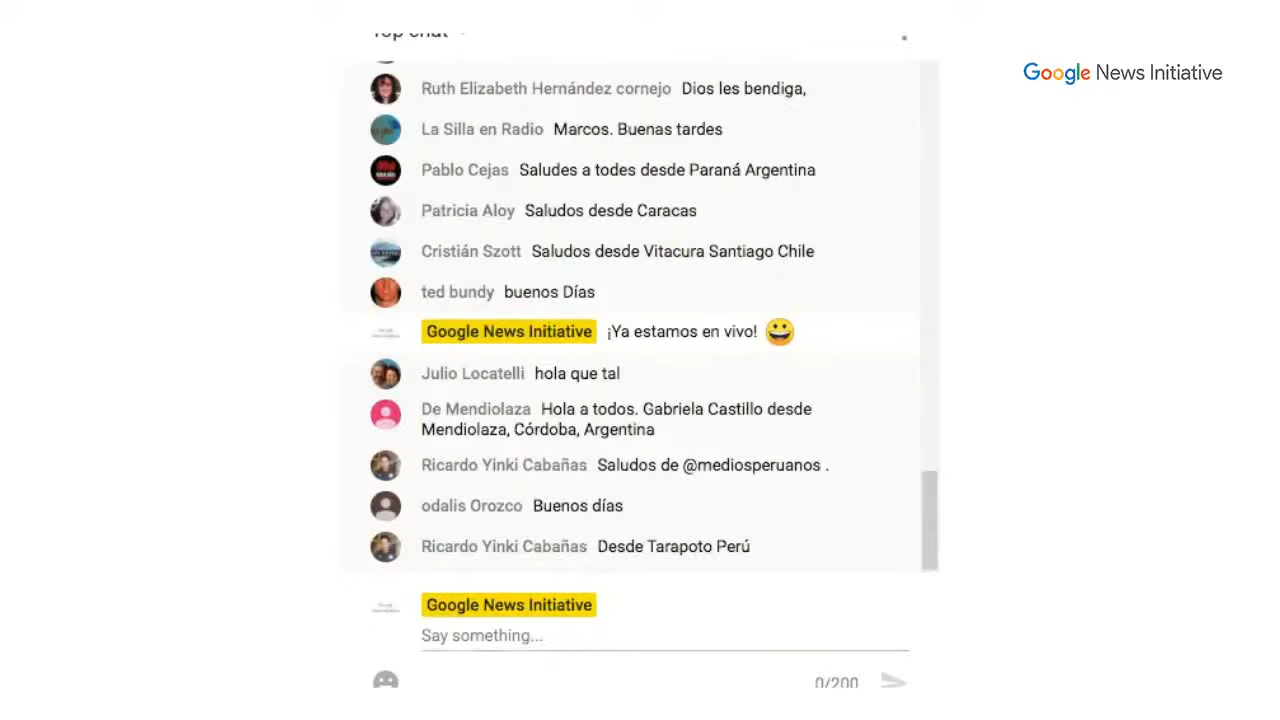 Top chat
Google News Initiative
Ruth Elizabeth Hernández cornejo Dios les bendiga,
La Silla en Radio Marcos. Buenas tardes
Pablo Cejas Saludes a todes desde Paraná Argentina
Patricia Aloy Saludos desde Caracas
Cristián Szott Saludos desde Vitacura Santiago Chile
ted bundy buenos Días
Google News Initiative ¡Ya estamos en vivo! 😀
Julio Locatelli hola que tal
De Mendiolaza Hola a todos. Gabriela Castillo desde
Mendiolaza, Córdoba, Argentina
Ricardo Yinki Cabañas Saludos de @mediosperuanos .
odalis Orozco Buenos días
Ricardo Yinki Cabañas Desde Tarapoto Perú
Google News Initiative
Say something...
0/200